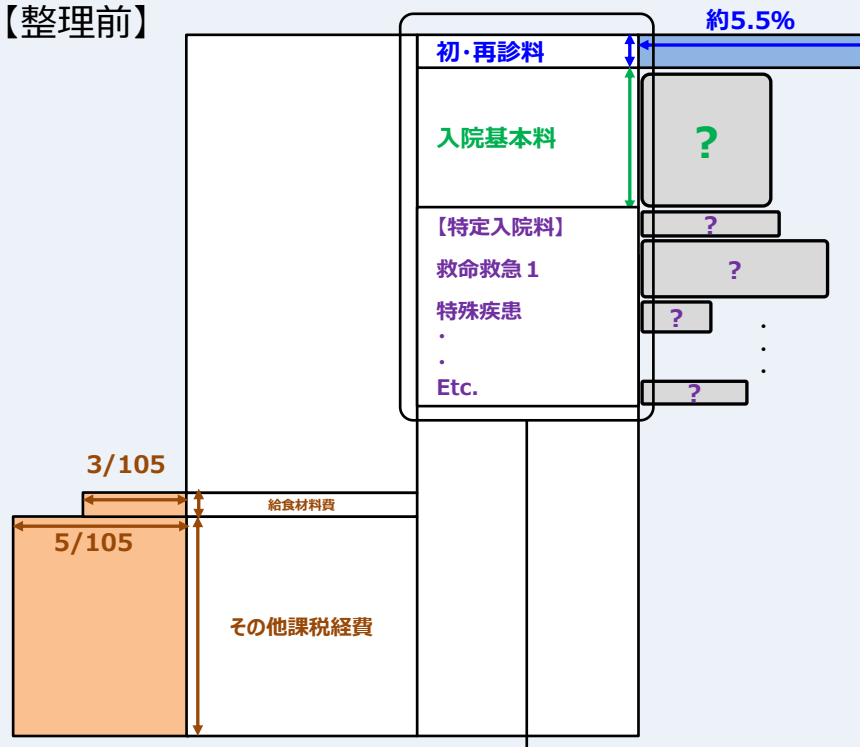 【整理前】
約5.5%
初・再診料
入院基本料
?
【特定入院料】
?
救命救急１
?
特殊疾患
?
・
・
・
・
・
Etc.
?
3/105
給食材料費
5/105
その他課税経費